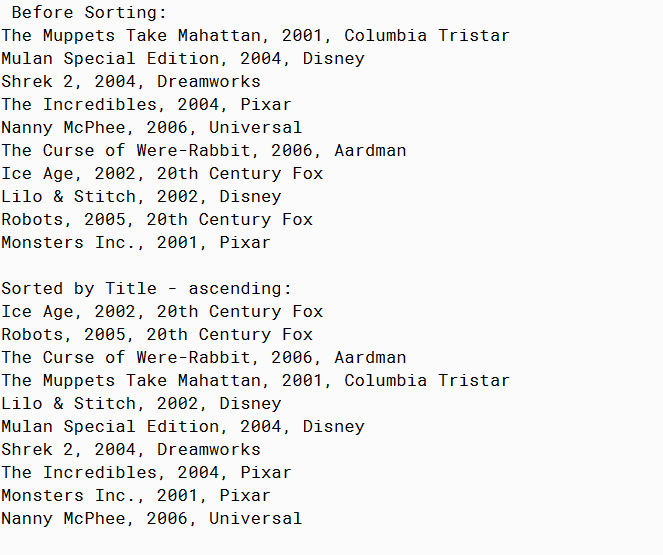 Before Sorting:
The Muppets Take Mahattan, 2001, Columbia Tristar
Mulan Special Edition, 2004, Disney
Shrek 2, 2004, Dreamworks
The Incredibles, 2004, Pixar
Nanny McPhee, 2006, Universal
The Curse of Were-Rabbit, 2006, Aardman
Ice Age, 2002, 20th Century Fox
Lilo & Stitch, 2002, Disney
Robots, 2005, 20th Century Fox
Monsters Inc., 2001, Pixar

Sorted by Title - ascending:
Ice Age, 2002, 20th Century Fox
Robots, 2005, 20th Century Fox
The Curse of Were-Rabbit, 2006, Aardman
The Muppets Take Mahattan, 2001, Columbia Tristar
Lilo & Stitch, 2002, Disney
Mulan Special Edition, 2004, Disney
Shrek 2, 2004, Dreamworks
The Incredibles, 2004, Pixar
Monsters Inc., 2001, Pixar
Nanny McPhee, 2006, Universal